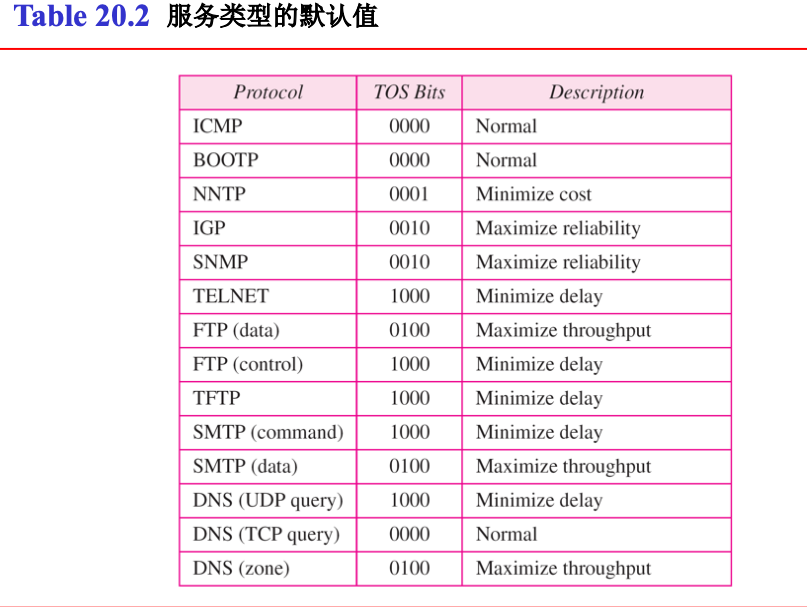 Table 20.2 服务类型的默认值
Protocol TOS Bits Description
ICMP 0000 Normal
BOOTP 0000 Normal
NNTP 0001 Minimize cost
IGP 0010 Maximize reliability
SNMP 0010 Maximize reliability
TELNET 1000 Minimize delay
FTP (data) 0100 Maximize throughput
FTP (control) 1000 Minimize delay
TFTP 1000 Minimize delay
SMTP (command) 1000 Minimize delay
SMTP (data) 0100 Maximize throughput
DNS (UDP query) 1000 Minimize delay
DNS (TCP query) 0000 Normal
DNS (zone) 0100 Maximize throughput